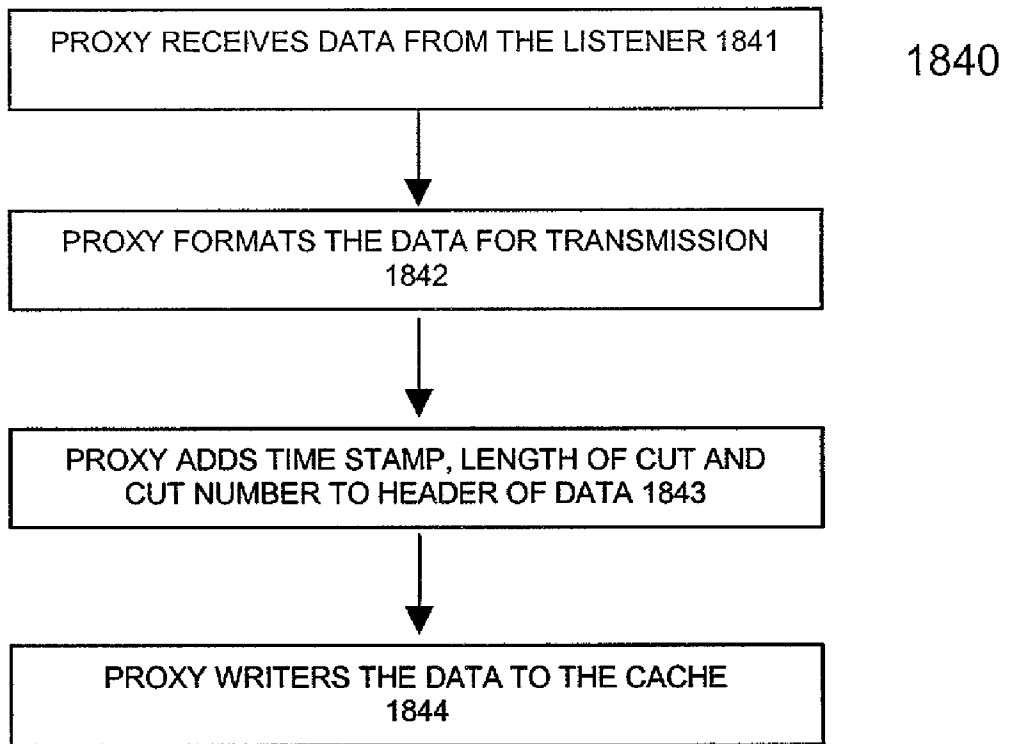 PROXY RECEIVES DATA FROM THE LISTENER 1841
1840
PROXY FORMATS THE DATA FOR TRANSMISSION
1842
PROXY ADDS TIME STAMP, LENGTH OF CUT AND
CUT NUMBER TO HEADER OF DATA 1843
PROXY WRITERS THE DATA TO THE CACHE
1844